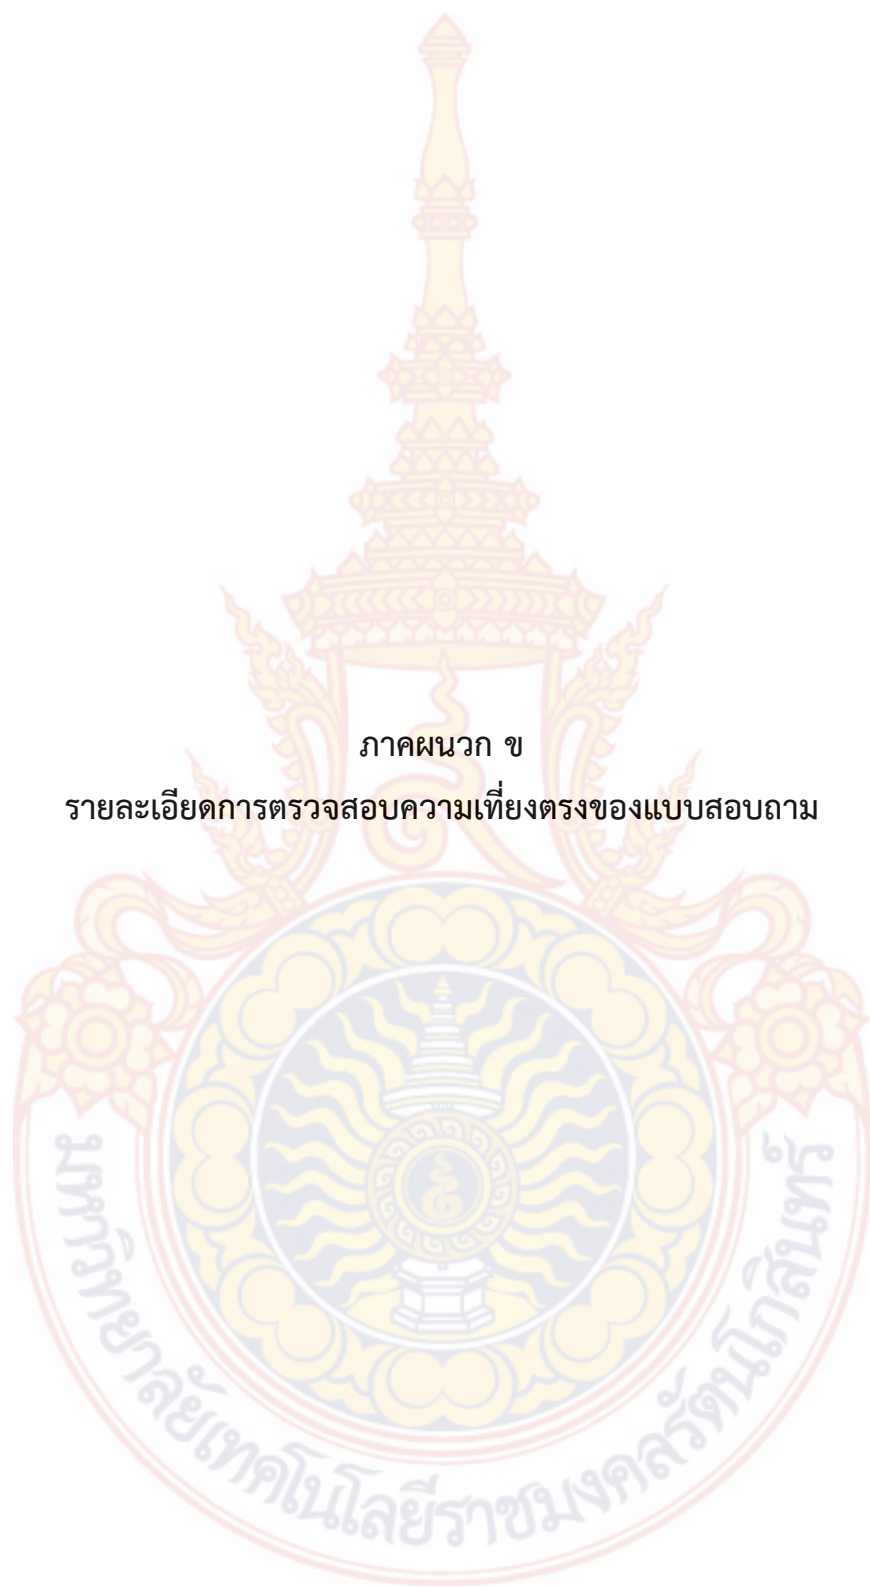 ภาคผนวก ข
รายละเอียดการตรวจสอบความเที่ยงตรงของแบบสอบถาม
มหาวิทยาลัยเทคโนโลยีราชมงคลรัตนโกสินทร์